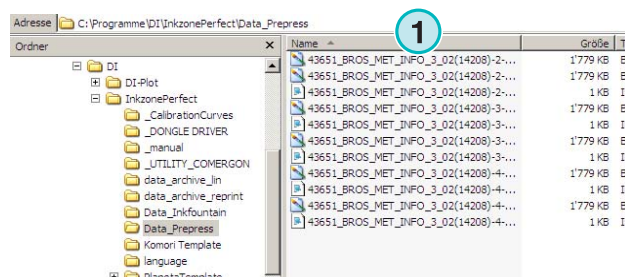 Adresse C:\Programme\DI\InkzonePerfect\Data_Prepress
1
Ordner
DI
DI-Plot
InkzonePerfect
_CalibrationCurves
_DONGLE DRIVER
_manual
_UTILITY_COMERGON
data_archive_lin
data_archive_reprint
Data_Inkfountain
Data_Prepress
Komori Template
language
PlanetaTemplate
Name Größe T
43651_BROS_MET_INFO_3_02(14208)-2-... 1'779 KB E
43651_BROS_MET_INFO_3_02(14208)-2-... 1'779 KB E
43651_BROS_MET_INFO_3_02(14208)-2-... 1 KB I
43651_BROS_MET_INFO_3_02(14208)-3-... 1'779 KB E
43651_BROS_MET_INFO_3_02(14208)-3-... 1 KB I
43651_BROS_MET_INFO_3_02(14208)-3-... 1'779 KB E
43651_BROS_MET_INFO_3_02(14208)-3-... 1 KB I
43651_BROS_MET_INFO_3_02(14208)-4-... 1'779 KB E
43651_BROS_MET_INFO_3_02(14208)-4-... 1 KB I
43651_BROS_MET_INFO_3_02(14208)-4-... 1'779 KB E
43651_BROS_MET_INFO_3_02(14208)-4-... 1 KB I